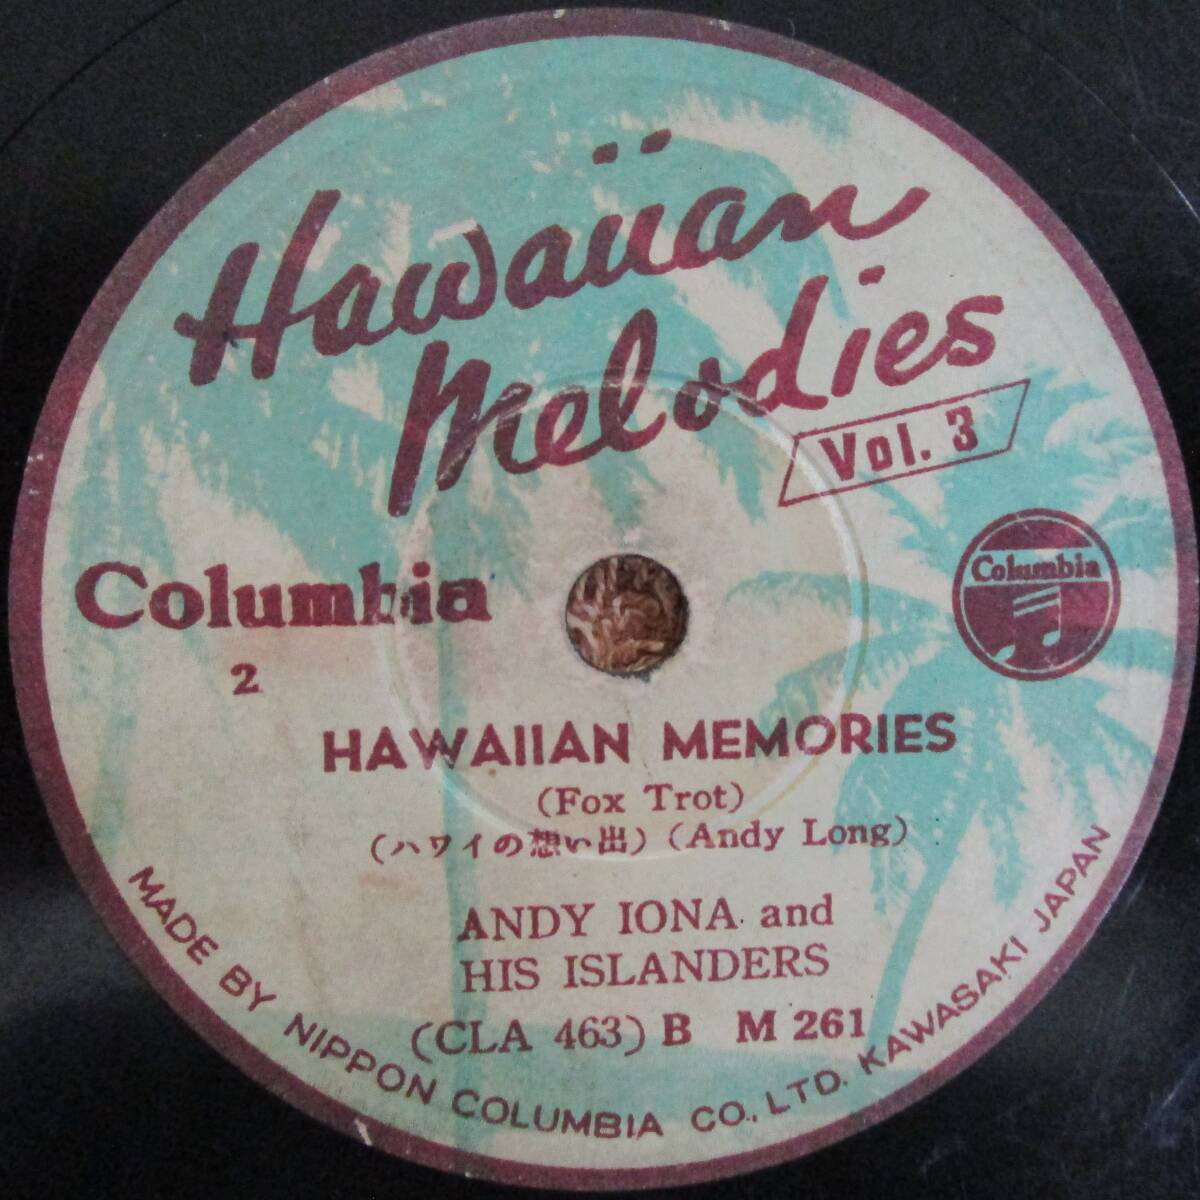 Hawaiian
Melodies
Vol. 3
Columbia
Columbia
2
HAWAIIAN MEMORIES
(Fox Trot)
(ハワイの想い出) (Andy Long)
ANDY IONA and
HIS ISLANDERS
(CLA 463) B M 261
MADE BY NIPPON COLUMBIA CO., LTD. KAWASAKI JAPAN